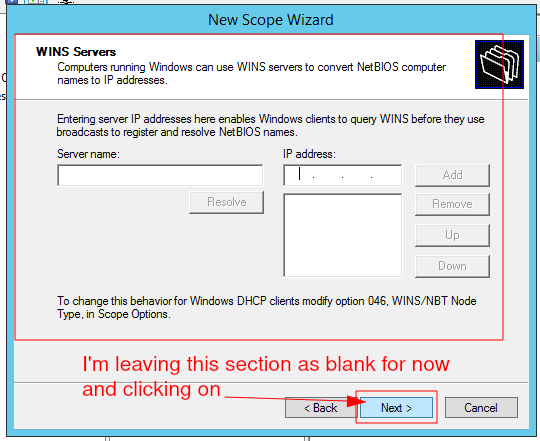 New Scope Wizard
WINS Servers
Computers running Windows can use WINS servers to convert NetBIOS computer
names to IP addresses.
Entering server IP addresses here enables Windows clients to query WINS before they use
broadcasts to register and resolve NetBIOS names.
Server name:
IP address:
. . .
Add
Resolve
Remove
Up
Down
To change this behavior for Windows DHCP clients modify option 046, WINS/NBT Node
Type, in Scope Options.
I'm leaving this section as blank for now
and clicking on
< Back
Next >
Cancel